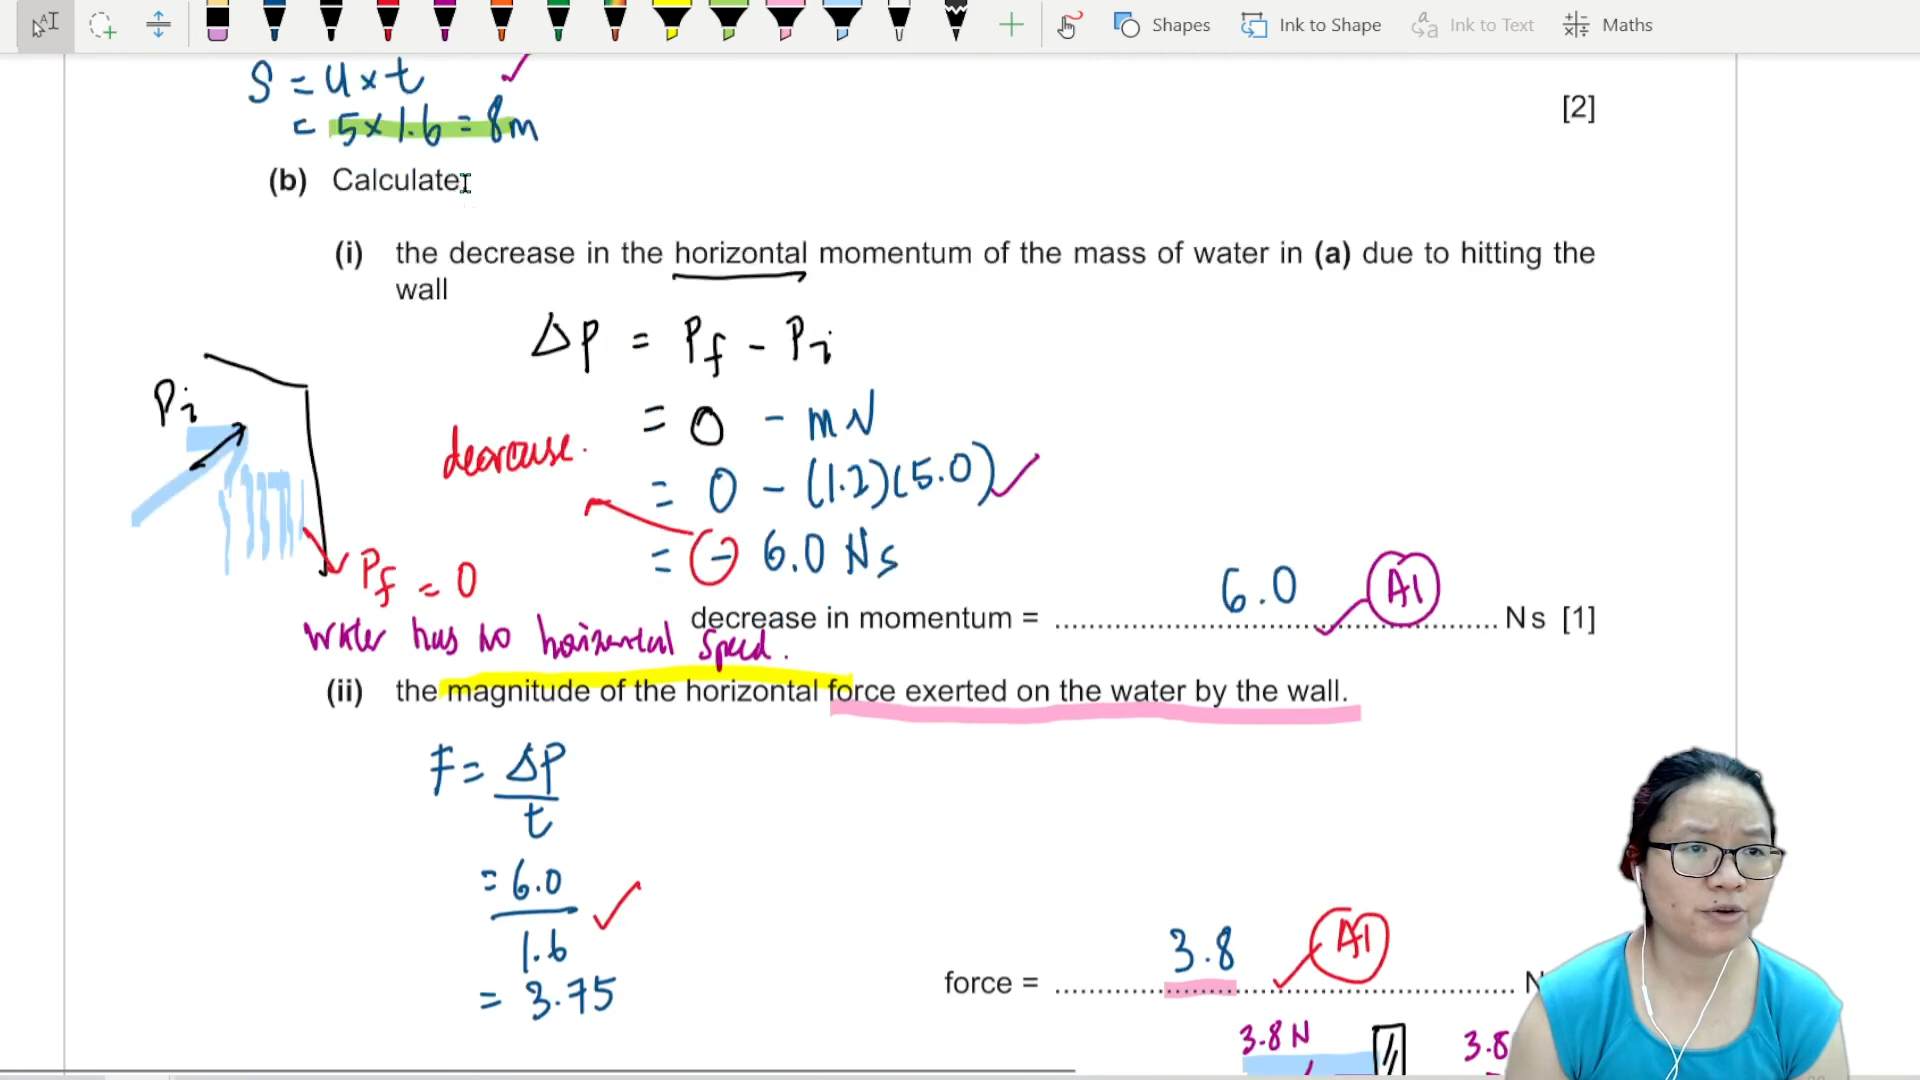 Shapes Ink to Shape Ink to Text Maths
S = u × t
= 5 × 1.6 = 8m
[2]
(b) Calculate
(i) the decrease in the horizontal momentum of the mass of water in (a) due to hitting the
wall
Δp = Pf - Pi
Pi
= 0 - mv
decrease.
= 0 - (1.2)(5.0)
= - 6.0 Ns
Pf = 0
6.0 A1
decrease in momentum = ................ Ns [1]
Water has no horizontal speed.
(ii) the magnitude of the horizontal force exerted on the water by the wall.
F = ΔP
t
= 6.0
1.6
= 3.75
3.8 A1
force = ................ N
3.8 N 3.8